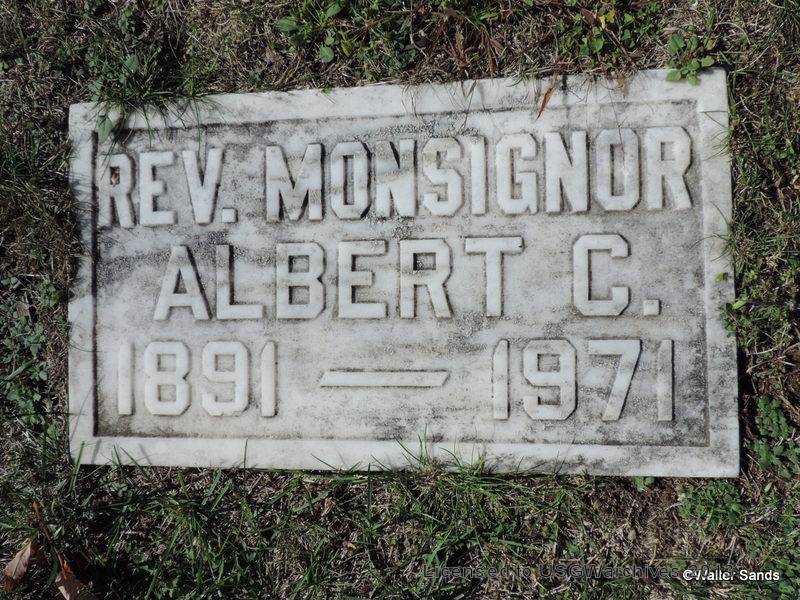 REV. MONSIGNOR
ALBERT C.
1891 — 1971
Licensed to USGWarchives
©Walter Sands